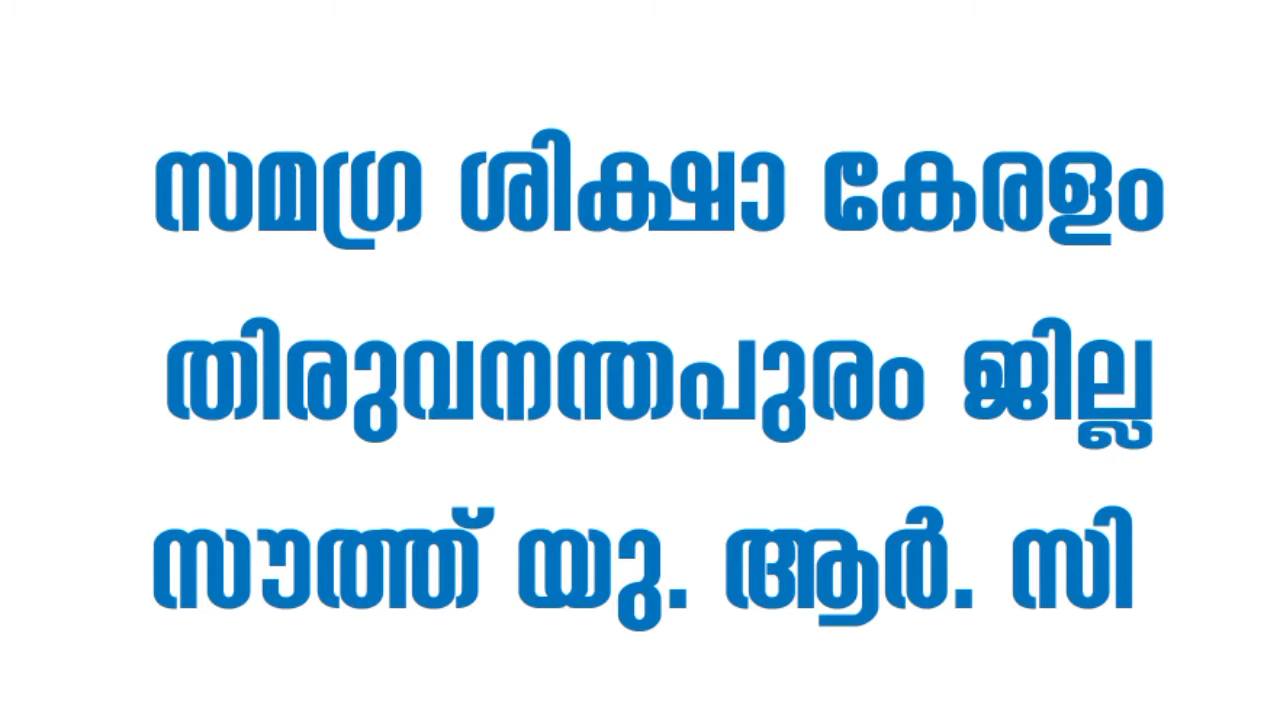 സമഗ്ര ശിക്ഷാ കേരളം
തിരുവനന്തപുരം ജില്ല
സൗത്ത് യു. ആർ. സി